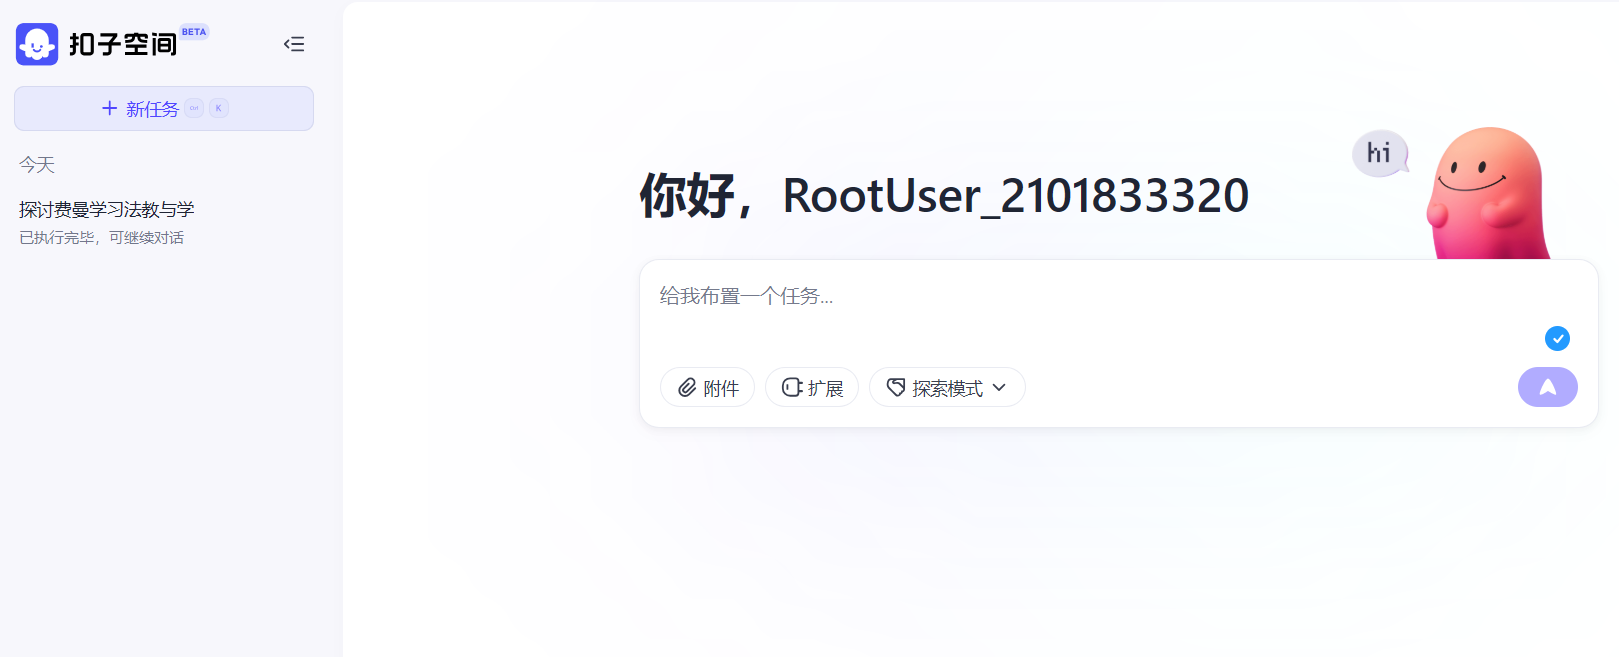 扣子空间 BETA
+ 新任务 Ctrl K
今天
探讨费曼学习法教与学
已执行完毕，可继续对话
hi
你好，RootUser_2101833320
给我布置一个任务...
附件 扩展 探索模式